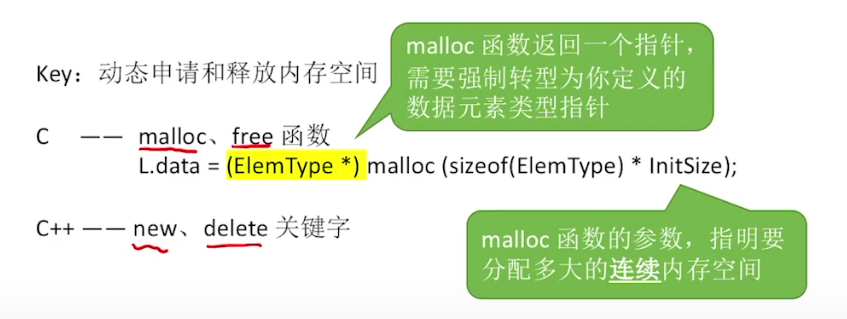 malloc 函数返回一个指针，
需要强制转型为你定义的
数据元素类型指针
Key：动态申请和释放内存空间
C —— malloc、free 函数
L.data = (ElemType *) malloc (sizeof(ElemType) * InitSize);
C++ —— new、delete 关键字
malloc 函数的参数，指明要
分配多大的连续内存空间